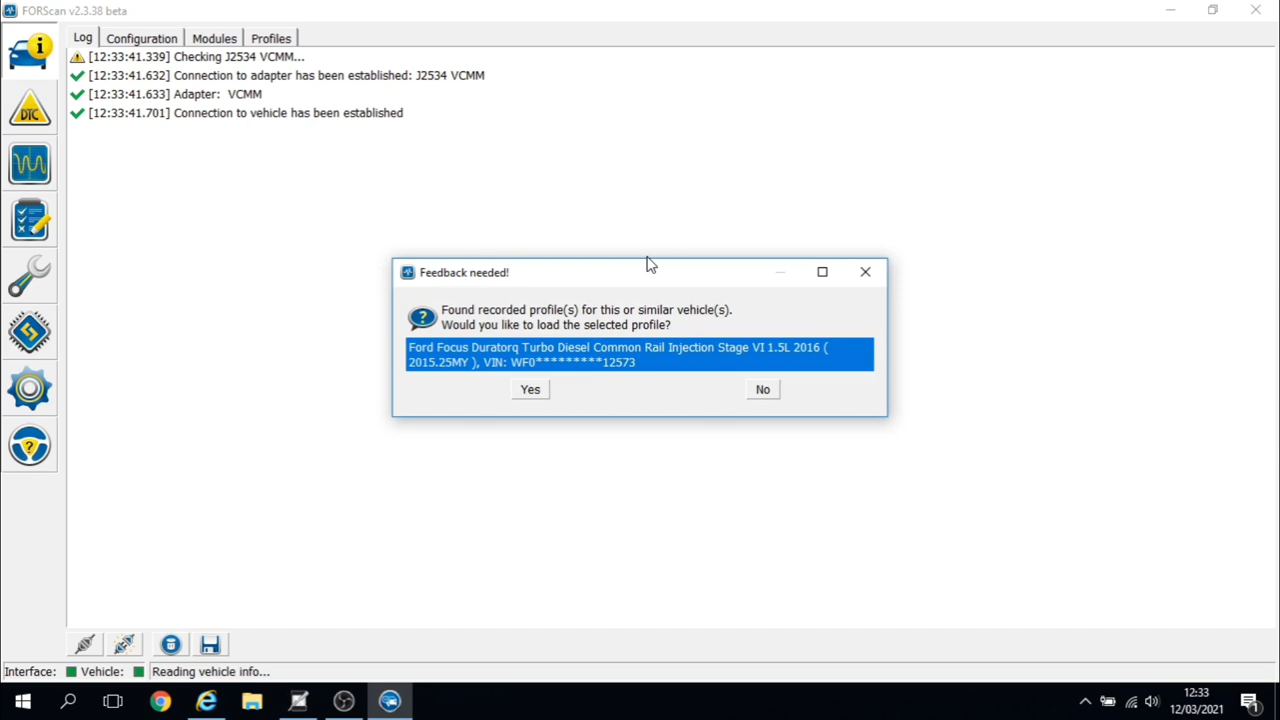 FORScan v2.3.38 beta
Log
Configuration
Modules
Profiles
[12:33:41.339] Checking J2534 VCMM...
[12:33:41.632] Connection to adapter has been established: J2534 VCMM
[12:33:41.633] Adapter: VCMM
[12:33:41.701] Connection to vehicle has been established
DTC
Feedback needed!
Found recorded profile(s) for this or similar vehicle(s).
Would you like to load the selected profile?
Ford Focus Duratorq Turbo Diesel Common Rail Injection Stage VI 1.5L 2016 (
2015.25MY ), VIN: WF0*********12573
Yes
No
Interface:
Vehicle:
Reading vehicle info...
12:33
12/03/2021
1